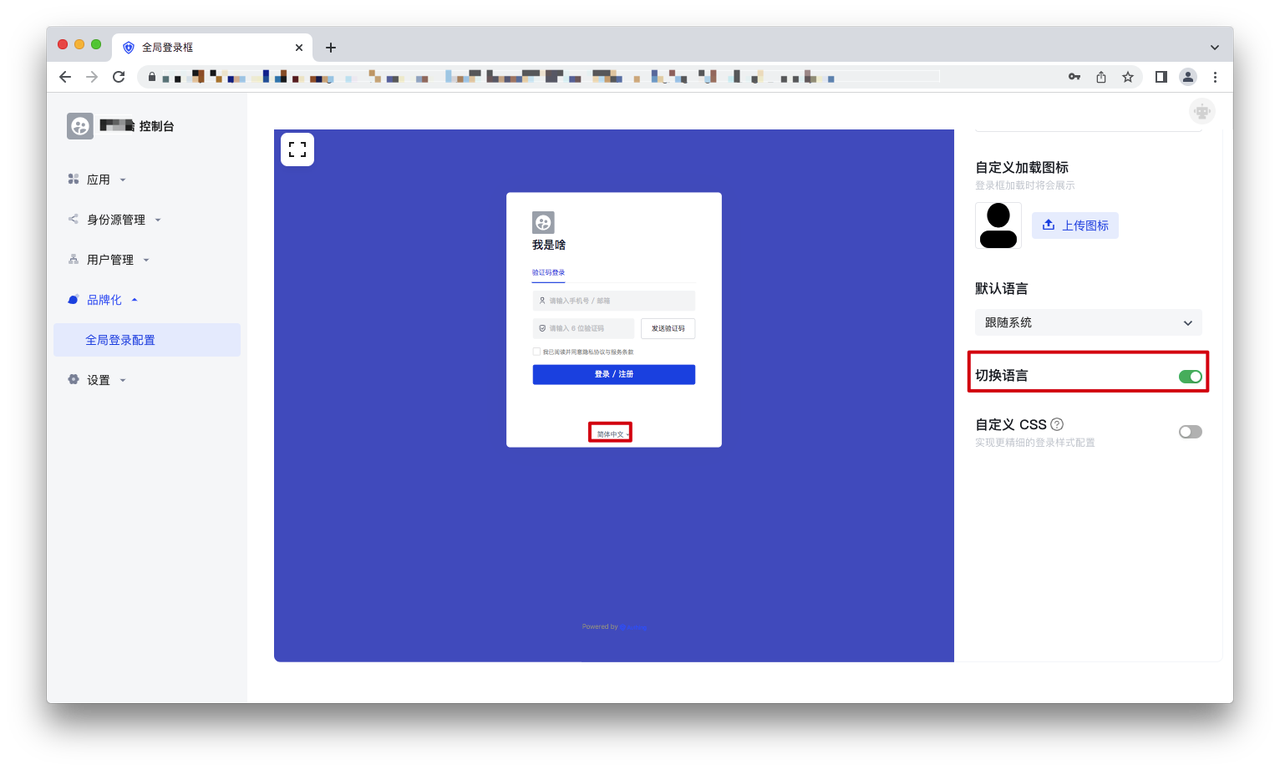 全局登录框
控制台
应用
身份源管理
用户管理
品牌化
全局登录配置
设置
我是啥
验证码登录
请输入手机号 / 邮箱
请输入 6 位验证码
发送验证码
我已阅读并同意隐私协议与服务条款
登录 / 注册
简体中文
Powered by
自定义加载图标
登录框加载时将会展示
上传图标
默认语言
跟随系统
切换语言
自定义 CSS
实现更精细的登录样式配置